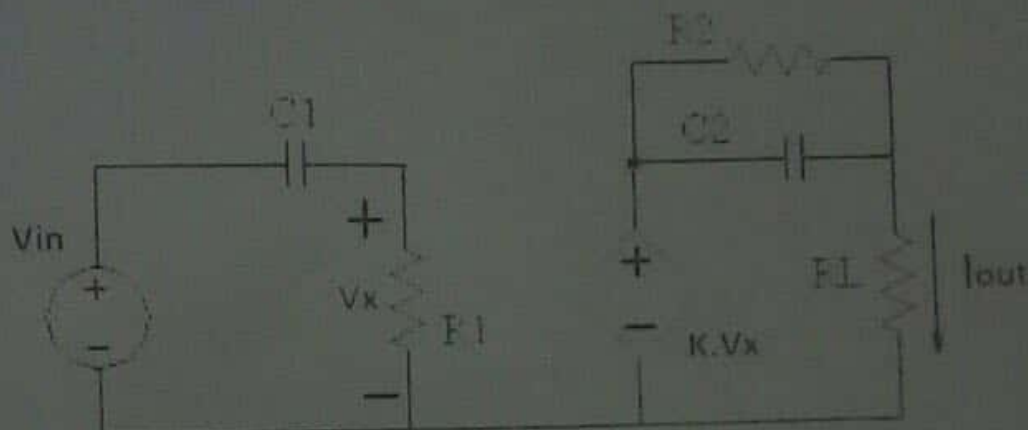 R2
C1
C2
+
Vin
+
+
Vx
R1
RL
Iout
-
-
K.Vx
-